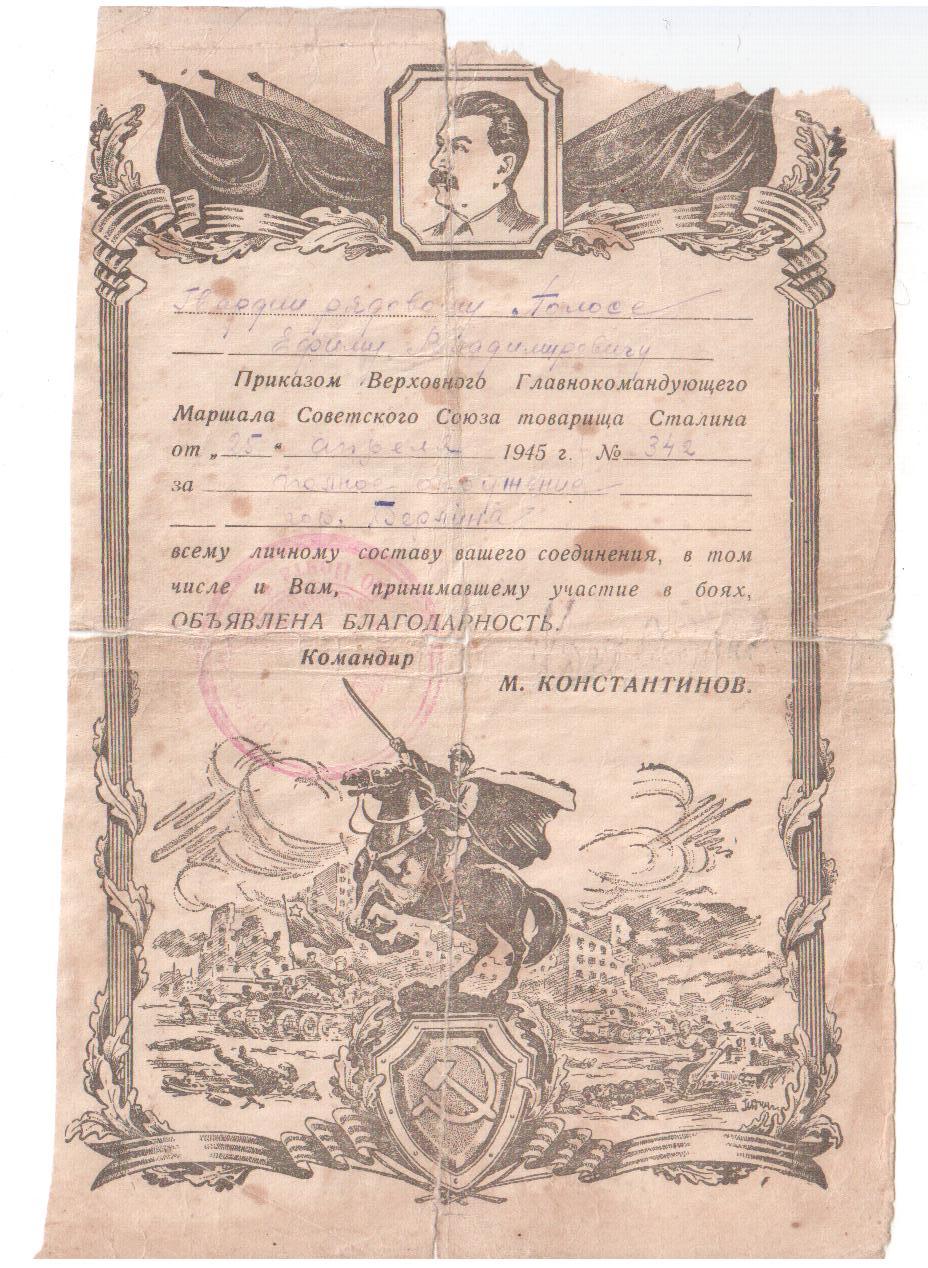 Гвардии рядовому Полосе
Ефиму Владимировичу
Приказом Верховного Главнокомандующего
Маршала Советского Союза товарища Сталина
от „25“ апреля 1945 г. № 342
за полное окружение
гор. Берлина
всему личному составу вашего соединения, в том
числе и Вам, принимавшему участие в боях,
ОБЪЯВЛЕНА БЛАГОДАРНОСТЬ.
Командир
М. КОНСТАНТИНОВ.